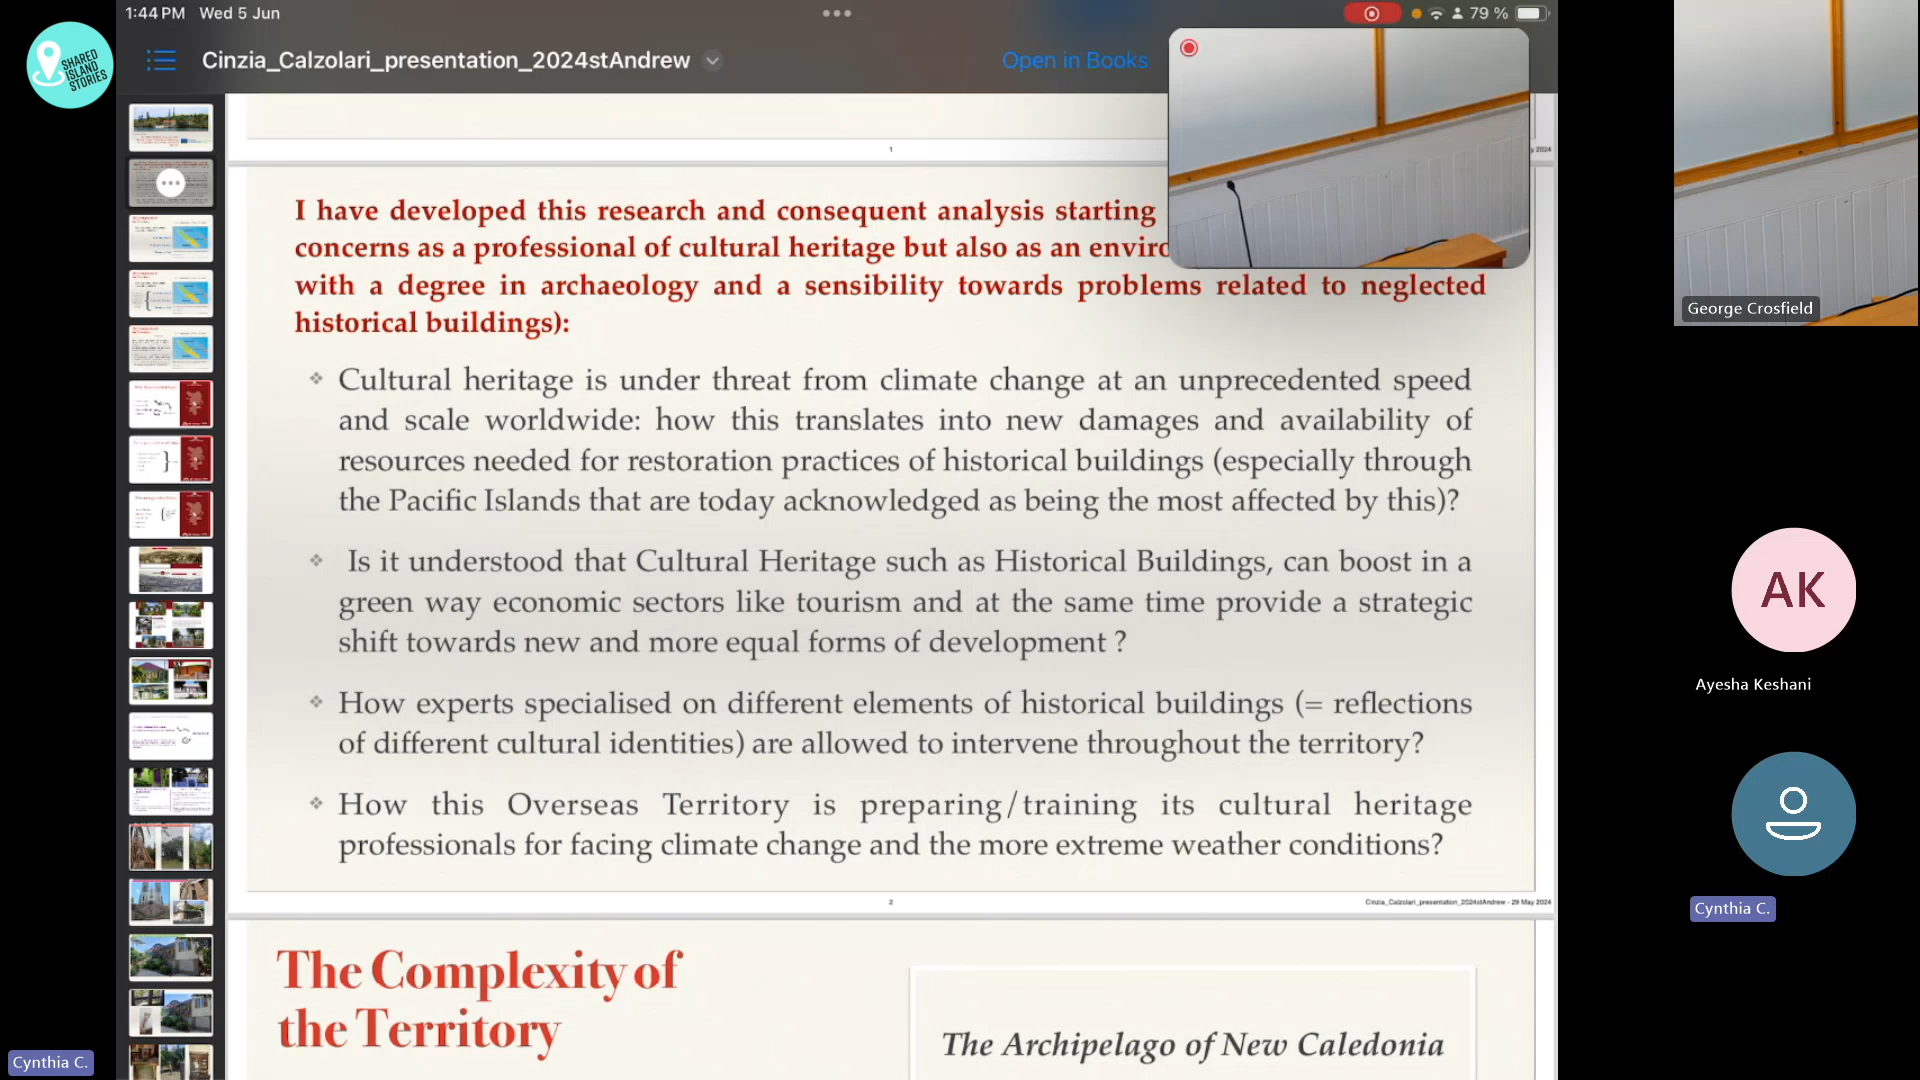 1:44 PM Wed 5 Jun
79 %
SHARED
ISLAND
STORIES
Cinzia_Calzolari_presentation_2024stAndrew
Open in Books
1
y 2024
I have developed this research and consequent analysis starting
concerns as a professional of cultural heritage but also as an enviro
with a degree in archaeology and a sensibility towards problems related to neglected
historical buildings):
Cultural heritage is under threat from climate change at an unprecedented speed
and scale worldwide: how this translates into new damages and availability of
resources needed for restoration practices of historical buildings (especially through
the Pacific Islands that are today acknowledged as being the most affected by this)?
Is it understood that Cultural Heritage such as Historical Buildings, can boost in a
green way economic sectors like tourism and at the same time provide a strategic
shift towards new and more equal forms of development ?
How experts specialised on different elements of historical buildings (= reflections
of different cultural identities) are allowed to intervene throughout the territory?
How this Overseas Territory is preparing/training its cultural heritage
professionals for facing climate change and the more extreme weather conditions?
2
Cinzia_Calzolari_presentation_2024stAndrew - 29 May 2024
The Complexity of
the Territory
The Archipelago of New Caledonia
George Crosfield
AK
Ayesha Keshani
Cynthia C.
Cynthia C.